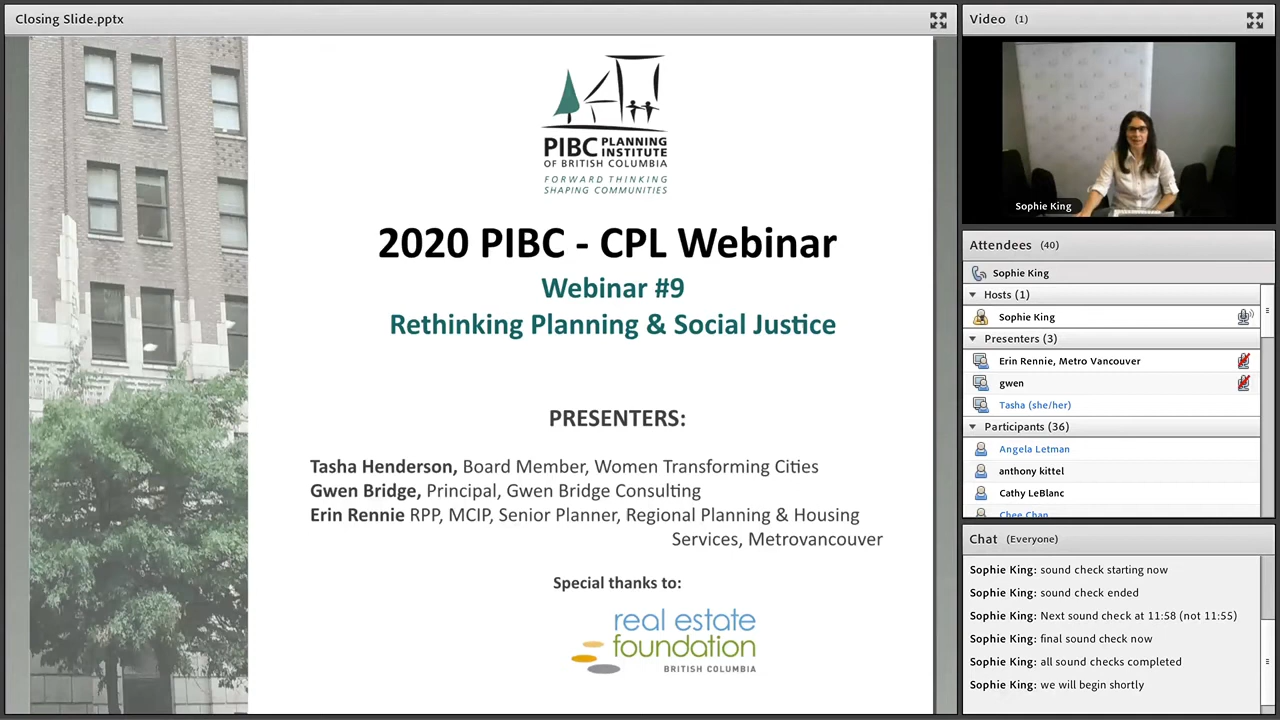 Closing Slide.pptx
PIBC PLANNING INSTITUTE
OF BRITISH COLUMBIA
FORWARD THINKING
SHAPING COMMUNITIES
2020 PIBC - CPL Webinar
Webinar #9
Rethinking Planning & Social Justice
PRESENTERS:
Tasha Henderson, Board Member, Women Transforming Cities
Gwen Bridge, Principal, Gwen Bridge Consulting
Erin Rennie RPP, MCIP, Senior Planner, Regional Planning & Housing
Services, Metrovancouver
Special thanks to:
real estate
foundation
BRITISH COLUMBIA
Video (1)
Sophie King
Attendees (40)
Sophie King
Hosts (1)
Sophie King
Presenters (3)
Erin Rennie, Metro Vancouver
gwen
Tasha (she/her)
Participants (36)
Angela Letman
anthony kittel
Cathy LeBlanc
Chee Chan
Chat (Everyone)
Sophie King: sound check starting now
Sophie King: sound check ended
Sophie King: Next sound check at 11:58 (not 11:55)
Sophie King: final sound check now
Sophie King: all sound checks completed
Sophie King: we will begin shortly